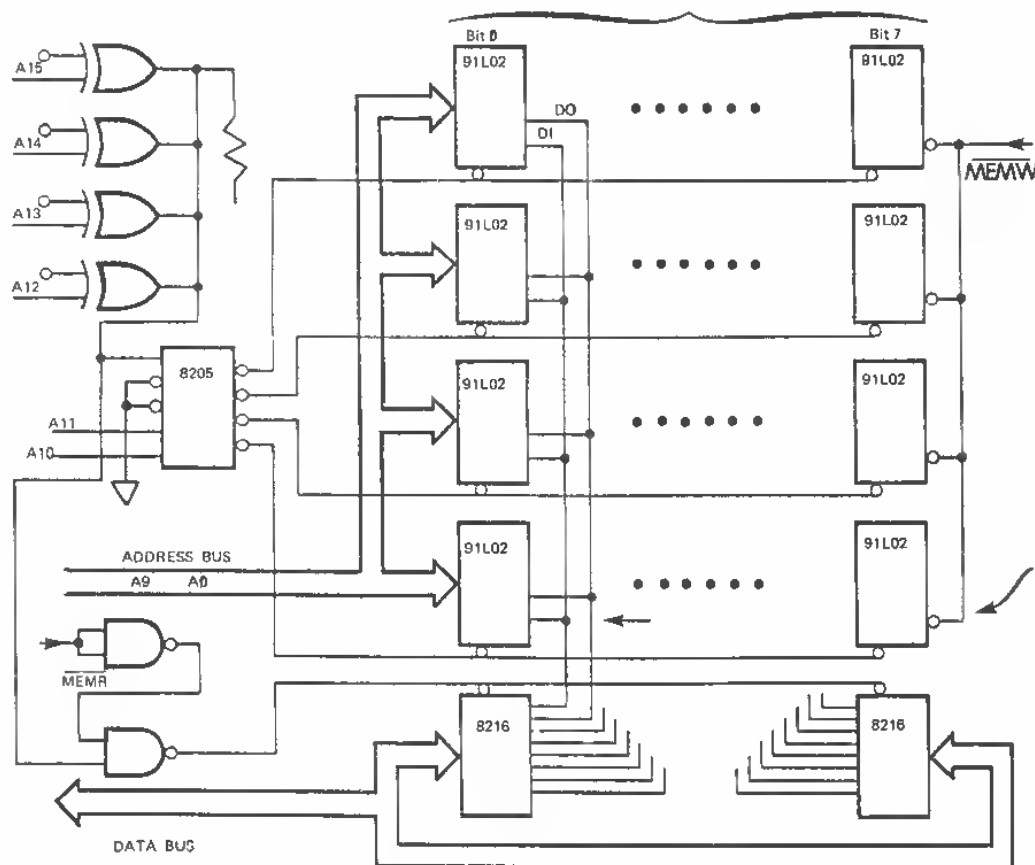 Bit 0
Bit 7
91L02
91L02
A15
DO
DI
A14
MEMW
A13
91L02
91L02
A12
8205
91L02
91L02
A11
A10
91L02
91L02
ADDRESS BUS
A9 A0
MEMR
8216
8216
DATA BUS